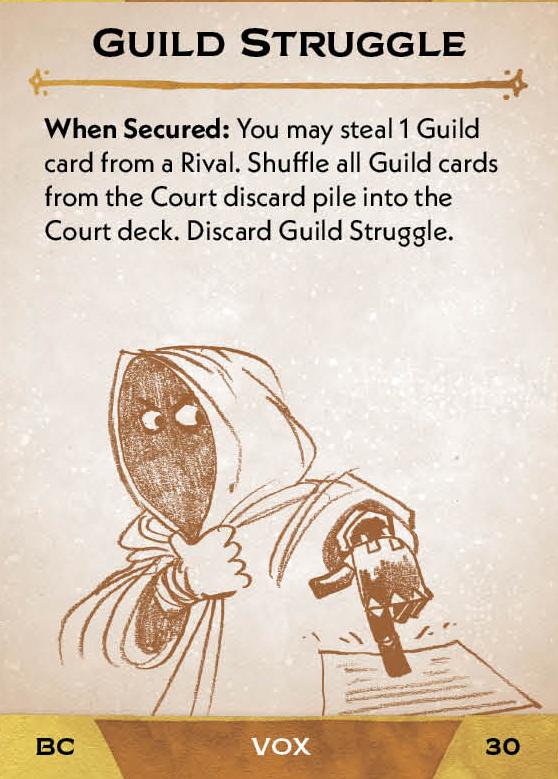 GUILD STRUGGLE
When Secured: You may steal 1 Guild
card from a Rival. Shuffle all Guild cards
from the Court discard pile into the
Court deck. Discard Guild Struggle.
BC VOX 30